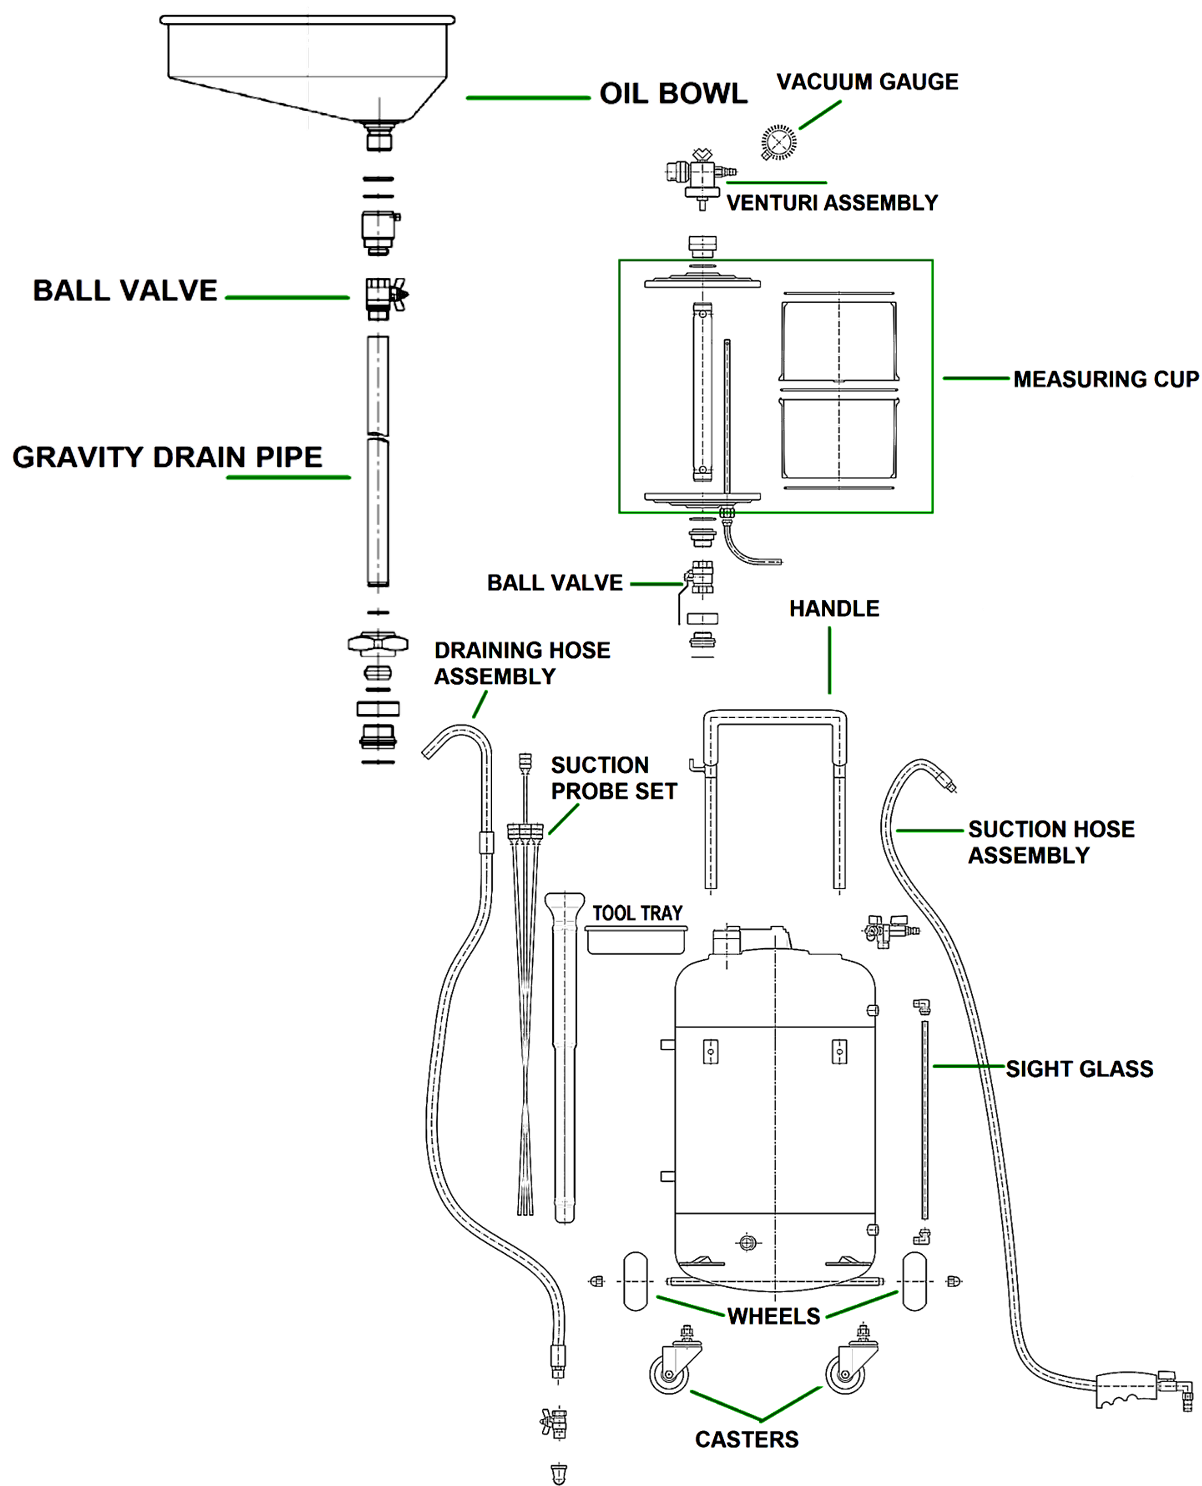 VACUUM GAUGE
OIL BOWL
VENTURI ASSEMBLY
BALL VALVE
MEASURING CUP
GRAVITY DRAIN PIPE
BALL VALVE
HANDLE
DRAINING HOSE
ASSEMBLY
SUCTION
PROBE SET
SUCTION HOSE
ASSEMBLY
TOOL TRAY
SIGHT GLASS
WHEELS
CASTERS